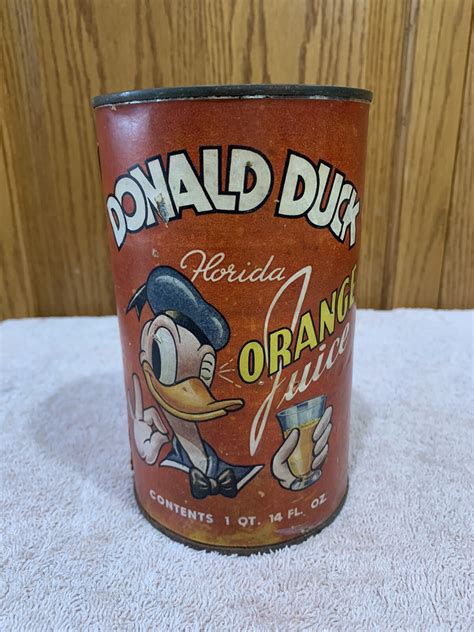 DONALD DUCK
Florida
ORANGE
Juice
CONTENTS 1 QT. 14 FL. OZ.